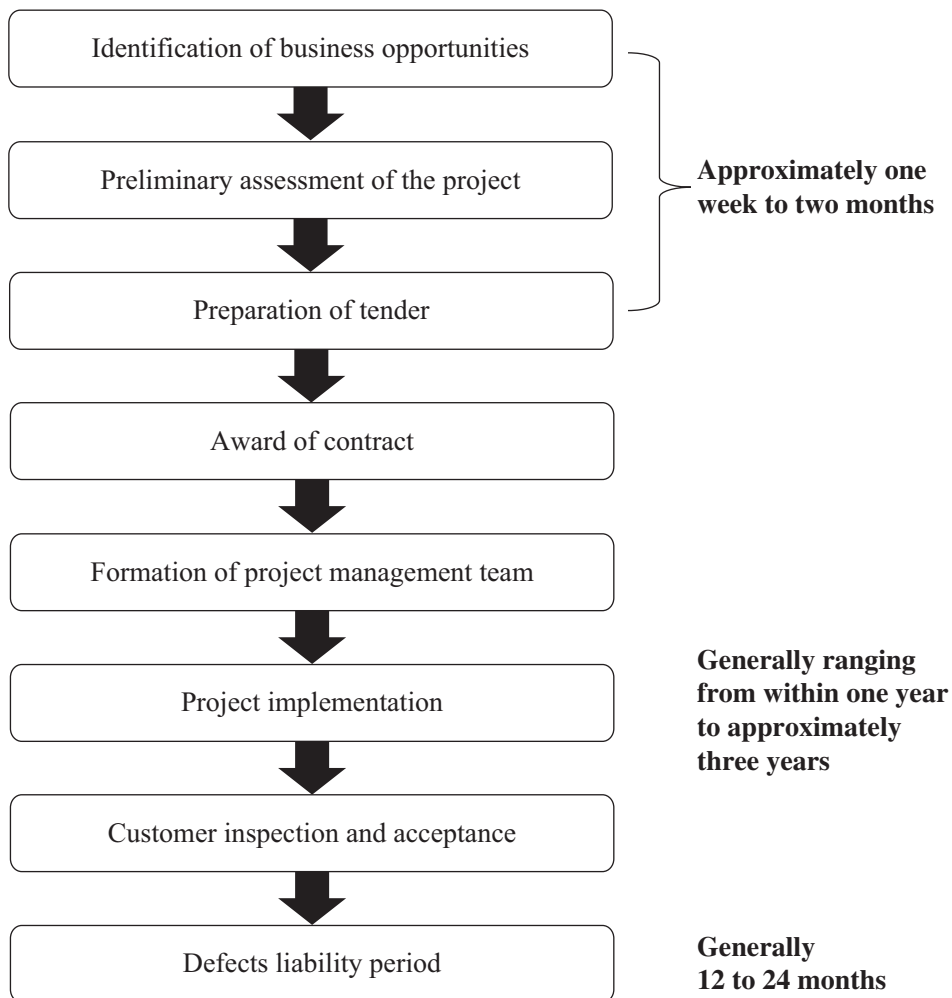 Identification of business opportunities
Preliminary assessment of the project
Approximately one
week to two months
Preparation of tender
Award of contract
Formation of project management team
Generally ranging
from within one year
to approximately
three years
Project implementation
Customer inspection and acceptance
Defects liability period
Generally
12 to 24 months